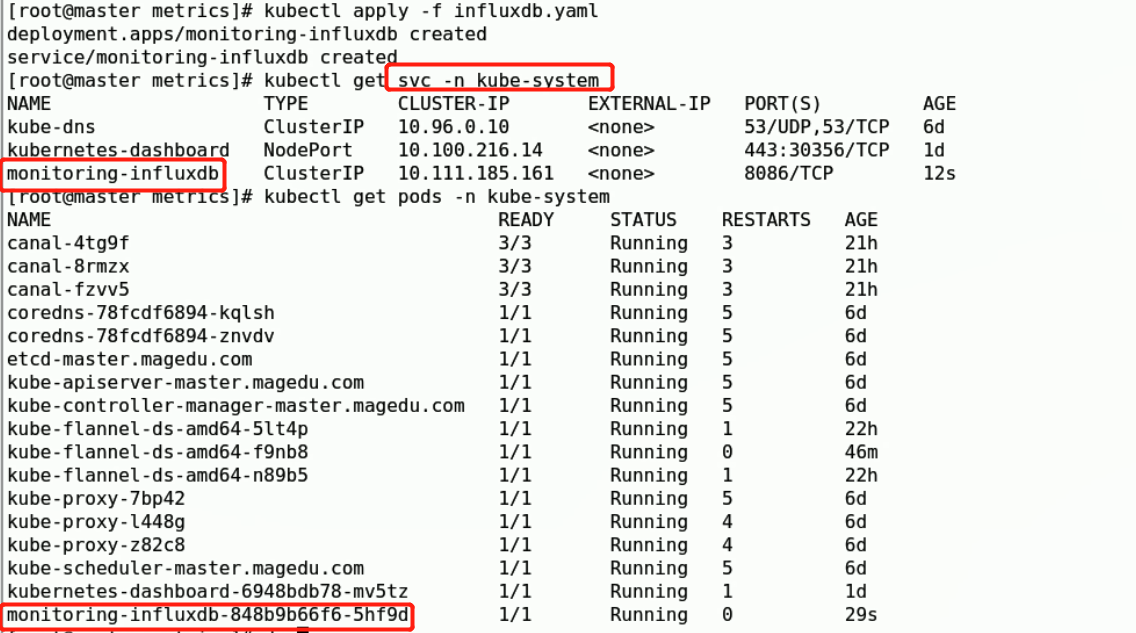 [root@master metrics]# kubectl apply -f influxdb.yaml
deployment.apps/monitoring-influxdb created
service/monitoring-influxdb created
[root@master metrics]# kubectl get svc -n kube-system
NAME                   TYPE        CLUSTER-IP       EXTERNAL-IP   PORT(S)         AGE
kube-dns               ClusterIP   10.96.0.10       <none>        53/UDP,53/TCP   6d
kubernetes-dashboard   NodePort    10.100.216.14    <none>        443:30356/TCP   1d
monitoring-influxdb    ClusterIP   10.111.185.161   <none>        8086/TCP        12s
[root@master metrics]# kubectl get pods -n kube-system
NAME                                        READY     STATUS    RESTARTS   AGE
canal-4tg9f                                 3/3       Running   3          21h
canal-8rmzx                                 3/3       Running   3          21h
canal-fzvv5                                 3/3       Running   3          21h
coredns-78fcdf6894-kqlsh                    1/1       Running   5          6d
coredns-78fcdf6894-znvdv                    1/1       Running   5          6d
etcd-master.magedu.com                      1/1       Running   5          6d
kube-apiserver-master.magedu.com            1/1       Running   5          6d
kube-controller-manager-master.magedu.com   1/1       Running   5          6d
kube-flannel-ds-amd64-5lt4p                 1/1       Running   1          22h
kube-flannel-ds-amd64-f9nb8                 1/1       Running   0          46m
kube-flannel-ds-amd64-n89b5                 1/1       Running   1          22h
kube-proxy-7bp42                            1/1       Running   5          6d
kube-proxy-l448g                            1/1       Running   4          6d
kube-proxy-z82c8                            1/1       Running   4          6d
kube-scheduler-master.magedu.com            1/1       Running   5          6d
kubernetes-dashboard-6948bdb78-mv5tz        1/1       Running   1          1d
monitoring-influxdb-848b9b66f6-5hf9d        1/1       Running   0          29s